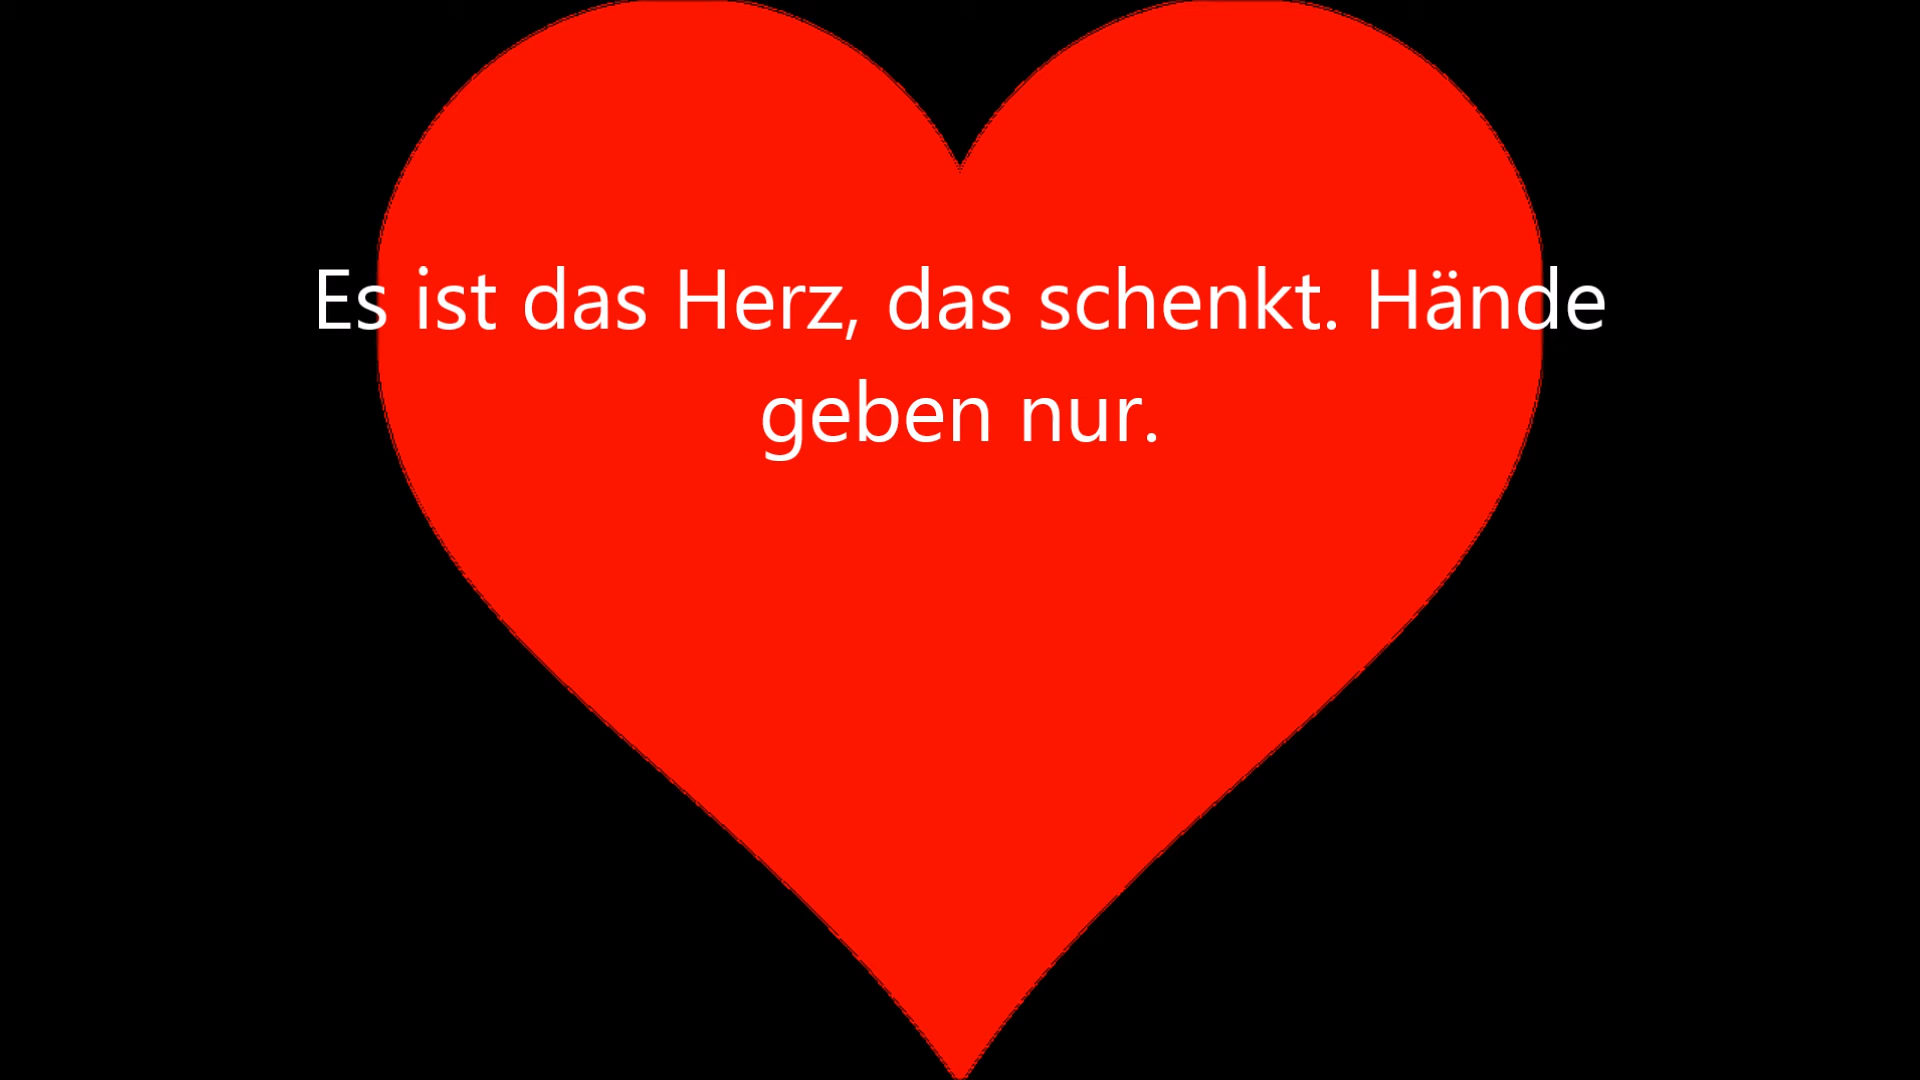 Es ist das Herz, das schenkt. Hände
geben nur.